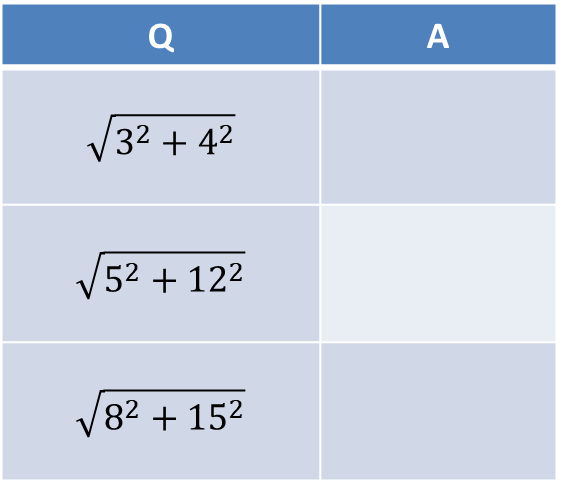 Q A
√(3² + 4²)
√(5² + 12²)
√(8² + 15²)